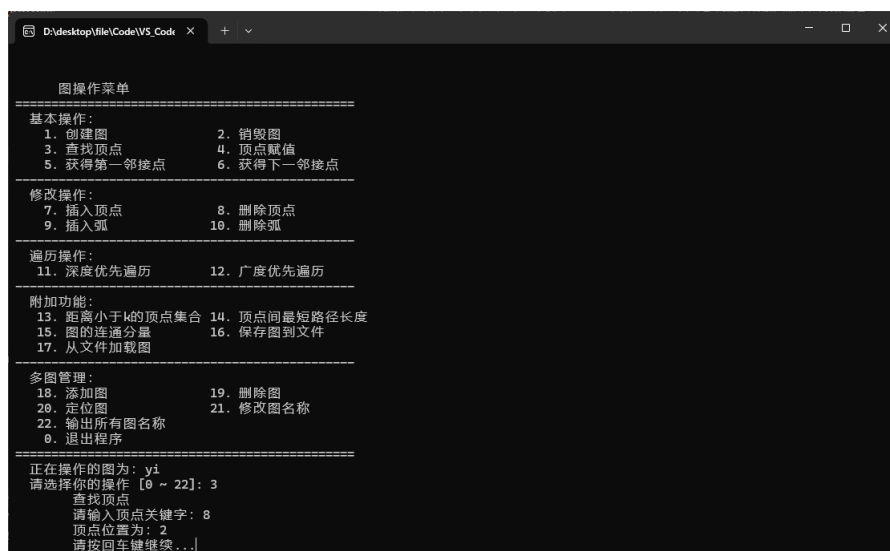 D:\desktop\file\Code\VS_Code
图操作菜单
===============================================
基本操作:
1. 创建图 2. 销毁图
3. 查找顶点 4. 顶点赋值
5. 获得第一邻接点 6. 获得下一邻接点
-----------------------------------------------
修改操作:
7. 插入顶点 8. 删除顶点
9. 插入弧 10. 删除弧
-----------------------------------------------
遍历操作:
11. 深度优先遍历 12. 广度优先遍历
-----------------------------------------------
附加功能:
13. 距离小于k的顶点集合 14. 顶点间最短路径长度
15. 图的连通分量 16. 保存图到文件
17. 从文件加载图
-----------------------------------------------
多图管理:
18. 添加图 19. 删除图
20. 定位图 21. 修改图名称
22. 输出所有图名称
0. 退出程序
===============================================
正在操作的图为: yi
请选择你的操作 [0 ~ 22]: 3
查找顶点
请输入顶点关键字: 8
顶点位置为: 2
请按回车键继续...